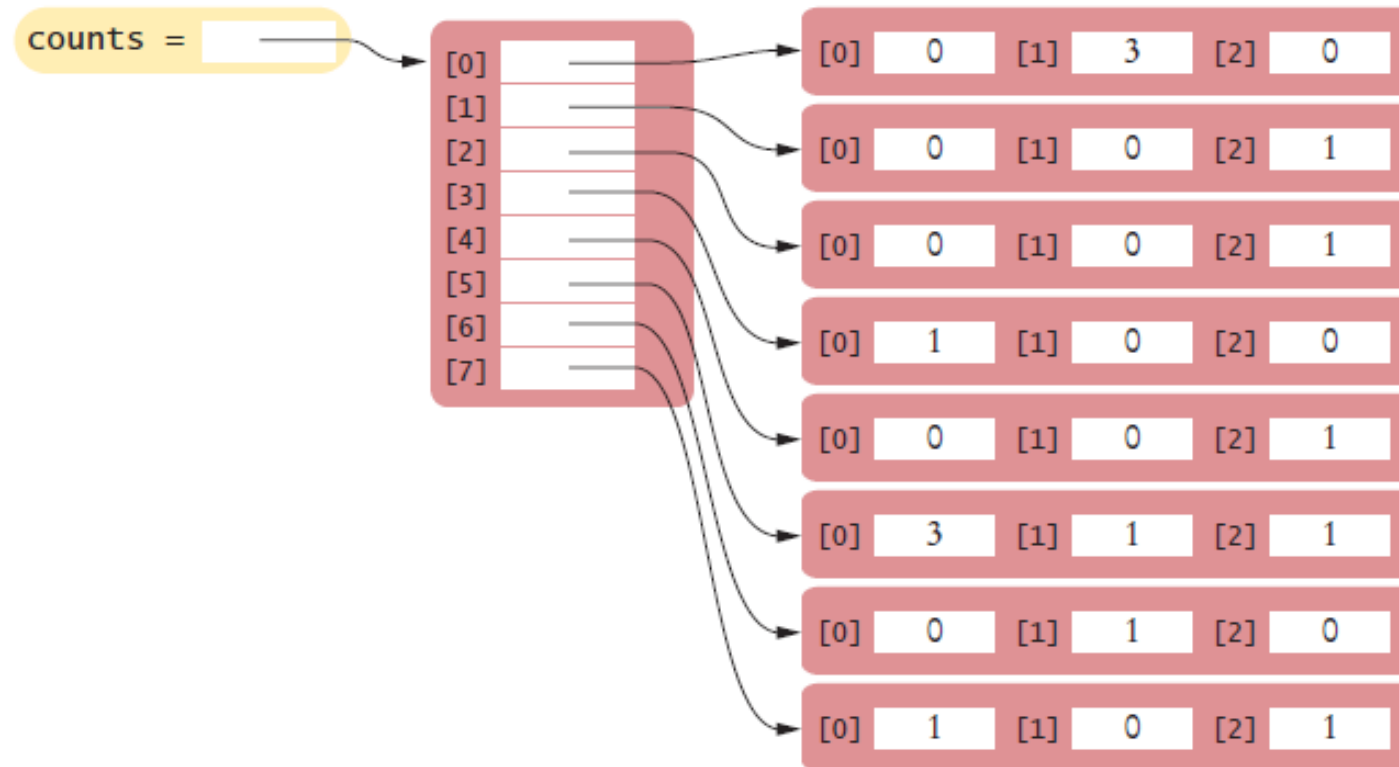 counts =
[0]
[1]
[2]
[3]
[4]
[5]
[6]
[7]
[0] 0 [1] 3 [2] 0
[0] 0 [1] 0 [2] 1
[0] 0 [1] 0 [2] 1
[0] 1 [1] 0 [2] 0
[0] 0 [1] 0 [2] 1
[0] 3 [1] 1 [2] 1
[0] 0 [1] 1 [2] 0
[0] 1 [1] 0 [2] 1